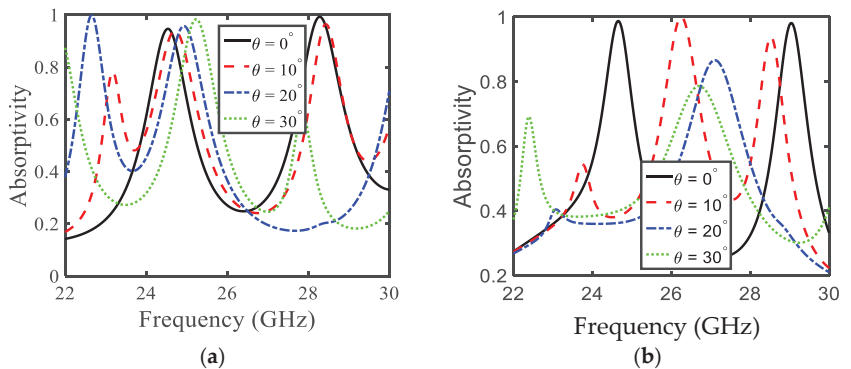 Absorptivity
1
0.8
0.6
0.4
0.2
0
22 24 26 28 30
Frequency (GHz)
θ = 0°
θ = 10°
θ = 20°
θ = 30°
(a)
Absorptivity
1
0.8
0.6
0.4
0.2
22 24 26 28 30
Frequency (GHz)
θ = 0°
θ = 10°
θ = 20°
θ = 30°
(b)